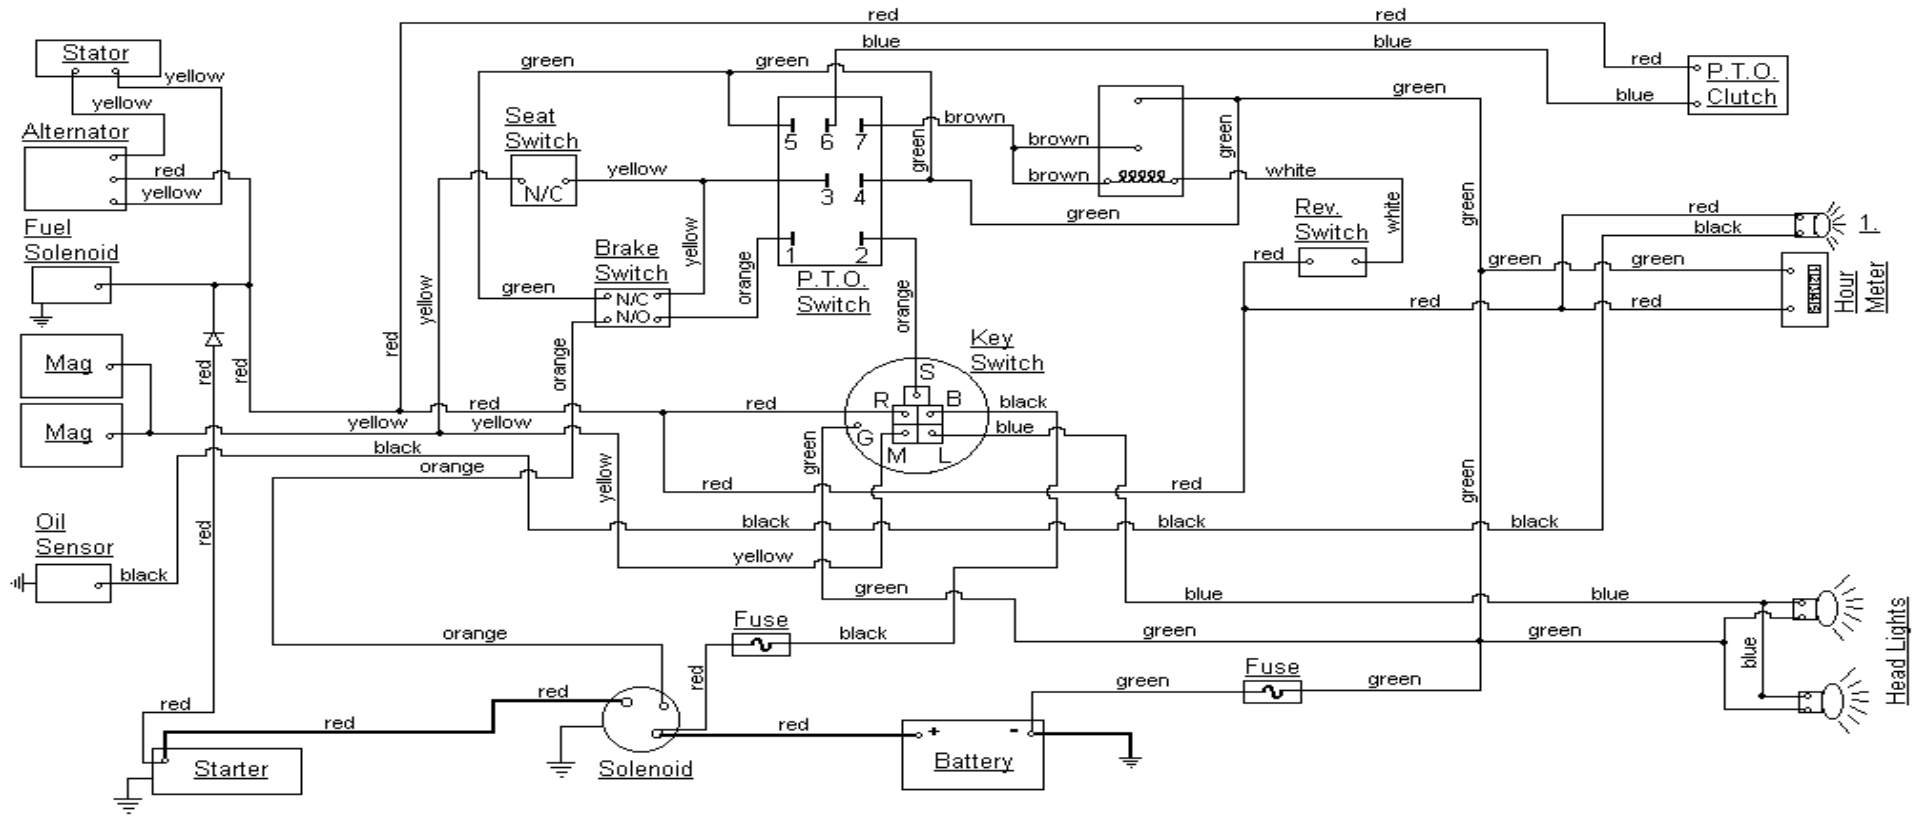 red
red
blue
blue
Stator
yellow
yellow
green
green
green
red
P.T.O.
Clutch
blue
Alternator
red
yellow
Seat
Switch
N/C
yellow
5
6
7
3
4
1
2
P.T.O.
Switch
green
brown
brown
brown
green
white
white
green
green
Rev.
Switch
red
red
black
1.
Fuel
Solenoid
Brake
Switch
N/C
N/O
green
yellow
orange
orange
yellow
green
green
Hour
Meter
red
red
Mag
Mag
red
red
red
orange
Key
Switch
S
R
B
G
M
L
red
red
black
blue
yellow
yellow
black
orange
yellow
green
red
red
green
black
black
black
Oil
Sensor
black
red
yellow
green
blue
blue
Head Lights
orange
Fuse
black
green
green
blue
red
Fuse
green
green
red
red
red
red
+
-
Starter
Solenoid
Battery